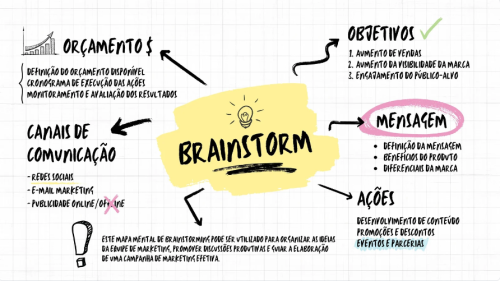 ORÇAMENTO $
DEFINIÇÃO DO ORÇAMENTO DISPONÍVEL
CRONOGRAMA DE EXECUÇÃO DAS AÇÕES
MONITORAMENTO E AVALIAÇÃO DOS RESULTADOS
OBJETIVOS
1. AUMENTO DE VENDAS
2. AUMENTO DA VISIBILIDADE DA MARCA
3. ENGAJAMENTO DO PÚBLICO-ALVO
CANAIS DE
COMUNICAÇÃO
- REDES SOCIAIS
- E-MAIL MARKETING
- PUBLICIDADE ONLINE/OFFLINE
BRAINSTORM
MENSAGEM
• DEFINIÇÃO DA MENSAGEM
• BENEFÍCIOS DO PRODUTO
• DIFERENCIAIS DA MARCA
AÇÕES
DESENVOLVIMENTO DE CONTEÚDO
PROMOÇÕES E DESCONTOS
EVENTOS E PARCERIAS
!
ESTE MAPA MENTAL DE BRAINSTORMING PODE SER UTILIZADO PARA ORGANIZAR AS IDEIAS
DA EQUIPE DE MARKETING, PROMOVER DISCUSSÕES PRODUTIVAS E GUIAR A ELABORAÇÃO
DE UMA CAMPANHA DE MARKETING EFETIVA.